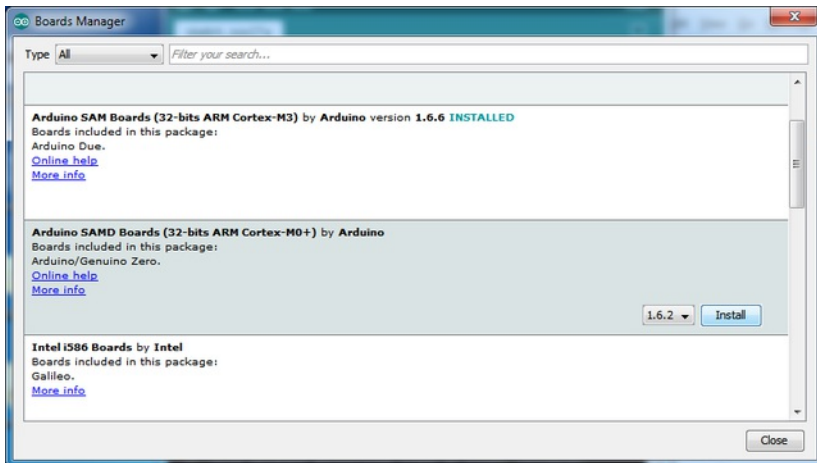 Boards Manager
Type All Filter your search...
Arduino SAM Boards (32-bits ARM Cortex-M3) by Arduino version 1.6.6 INSTALLED
Boards included in this package:
Arduino Due.
Online help
More info
Arduino SAMD Boards (32-bits ARM Cortex-M0+) by Arduino
Boards included in this package:
Arduino/Genuino Zero.
Online help
More info
1.6.2 Install
Intel i586 Boards by Intel
Boards included in this package:
Galileo.
More info
Close